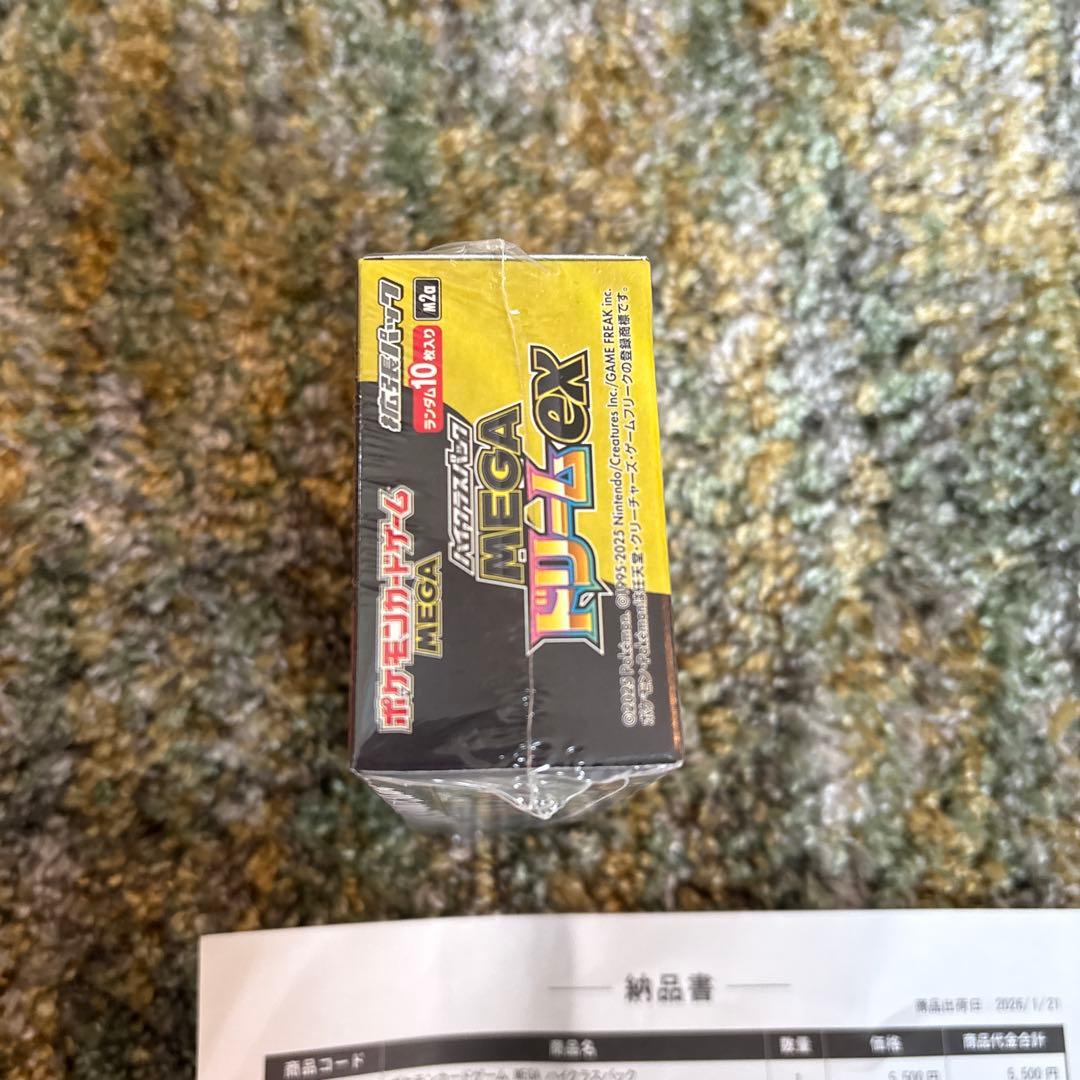 ポケモンカードゲーム
MEGA
拡張パック
ランダム10枚入り
M2a
ハイクラスパック
MEGA
ドリームex
©2025 Pokémon. ©1995-2025 Nintendo/Creatures Inc./GAME FREAK inc.
ポケモン・Pokémonは任天堂・クリーチャーズ・ゲームフリークの登録商標です。
納品書
商品出荷日 2026/1/21
商品コード 商品名 数量 価格 商品代金合計
ポケモンカードゲーム MEGA ハイクラスパック 1 5,500円 5,500円